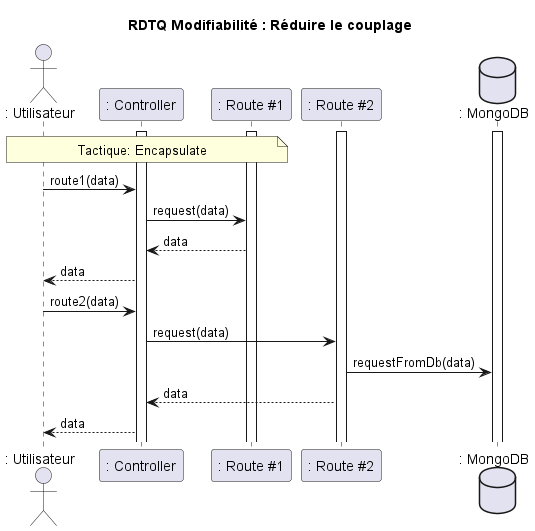 RDTQ Modifiabilité : Réduire le couplage
: Utilisateur
: Controller
: Route #1
: Route #2
: MongoDB
Tactique: Encapsulate
route1(data)
request(data)
data
data
route2(data)
request(data)
requestFromDb(data)
data
data
: Utilisateur
: Controller
: Route #1
: Route #2
: MongoDB